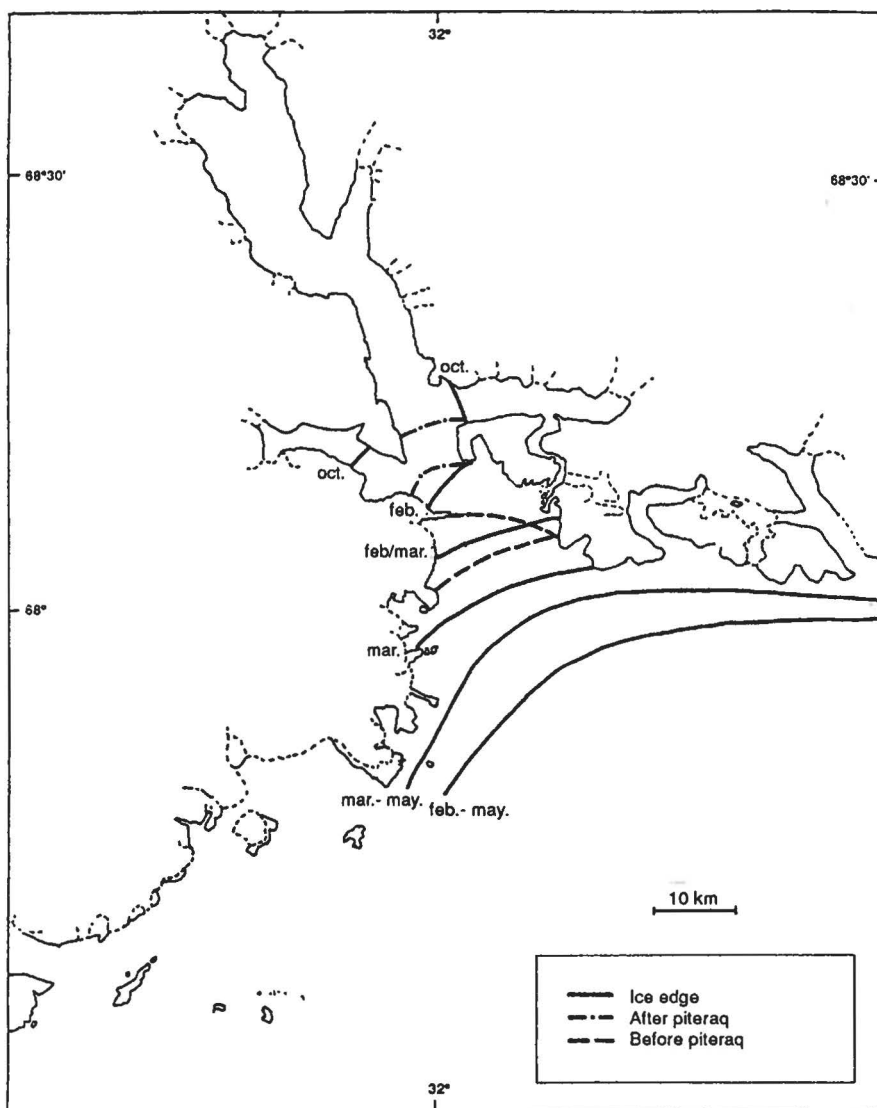 32°
68°30'
68°30'
oct.
oct.
feb.
feb/mar.
68°
mar.
mar.- may.
feb.- may.
10 km
Ice edge
After piteraq
Before piteraq
32°